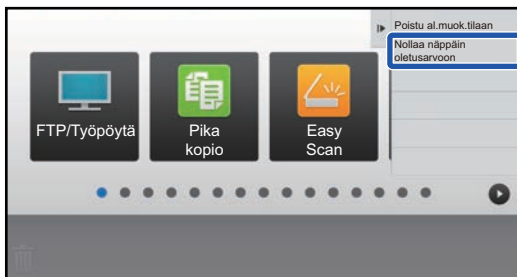 Poistu al.muok.tilaan
Nollaa näppäin
oletusarvoon
FTP/Työpöytä
Pika
kopio
Easy
Scan